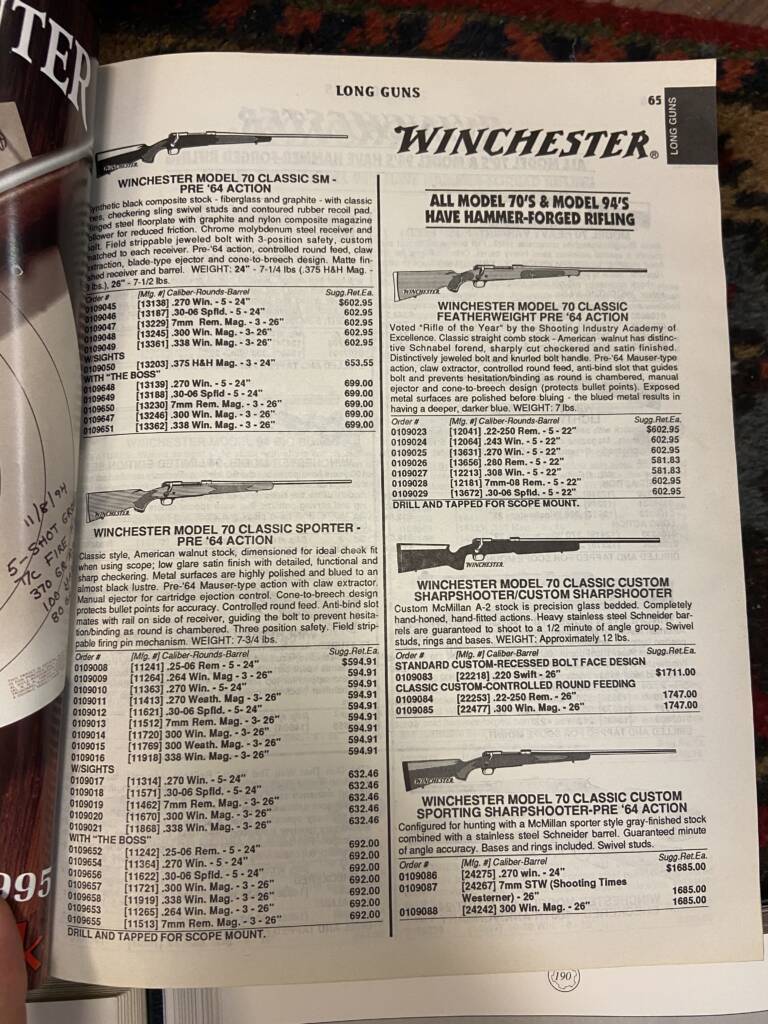 NTER
LONG GUNS
65
LONG GUNS
WINCHESTER®
WINCHESTER
WINCHESTER MODEL 70 CLASSIC SM -
PRE '64 ACTION
Synthetic black composite stock - fiberglass and graphite - with classic
lines, checkering sling swivel studs and contoured rubber recoil pad.
Hinged steel floorplate with graphite and nylon composite magazine
follower for reduced friction. Chrome molybdenum steel receiver and
bolt. Field strippable jeweled bolt with 3-position safety, custom
matched to each receiver. Pre-'64 action, controlled round feed, claw
extraction, blade-type ejector and cone-to-breech design. Matte fin-
ished receiver and barrel. WEIGHT: 24" - 7-1/4 lbs (.375 H&H Mag. -
lbs.), 26" - 7-1/2 lbs.
Order # [Mfg. #] Caliber-Rounds-Barrel Sugg.Ret.Ea.
0109045 [13138] .270 Win. - 5 - 24" $602.95
0109046 [13187] .30-06 Spfld. - 5 - 24" 602.95
0109047 [13229] 7mm Rem. Mag. - 3 - 26" 602.95
0109048 [13245] .300 Win. Mag. - 3 - 26" 602.95
0109049 [13361] .338 Win. Mag. - 3 - 26" 602.95
W/SIGHTS
0109050 [13203] .375 H&H Mag. - 3 - 24" 653.55
WITH "THE BOSS"
0109648 [13139] .270 Win. - 5 - 24" 699.00
0109649 [13188] .30-06 Spfld - 5 - 24" 699.00
0109650 [13230] 7mm Rem. Mag. - 3 - 26" 699.00
0109647 [13246] .300 Win. Mag. - 3 - 26" 699.00
0109651 [13362] .338 Win. Mag. - 3 - 26" 699.00
WINCHESTER
WINCHESTER MODEL 70 CLASSIC SPORTER -
PRE '64 ACTION
Classic style, American walnut stock, dimensioned for ideal cheek fit
when using scope; low glare satin finish with detailed, functional and
sharp checkering. Metal surfaces are highly polished and blued to an
almost black lustre. Pre-'64 Mauser-type action with claw extractor.
Manual ejector for cartridge ejection control. Cone-to-breech design
protects bullet points for accuracy. Controlled round feed. Anti-bind slot
mates with rail on side of receiver, guiding the bolt to prevent hesita-
tion/binding as round is chambered. Three position safety. Field strip-
pable firing pin mechanism. WEIGHT: 7-3/4 lbs.
Order # [Mfg. #] Caliber-Rounds-Barrel Sugg.Ret.Ea.
0109008 [11241] .25-06 Rem - 5 - 24" $594.91
0109009 [11264] .264 Win. Mag - 3 - 26" 594.91
0109010 [11363] .270 Win. - 5 - 24" 594.91
0109011 [11413] .270 Weath. Mag - 3 - 26" 594.91
0109012 [11621] .30-06 Spfld. - 5 - 24" 594.91
0109013 [11512] 7mm Rem. Mag. - 3 - 26" 594.91
0109014 [11720] 300 Win. Mag. - 3 - 26" 594.91
0109015 [11769] 300 Weath. Mag. - 3 - 26" 594.91
0109016 [11918] 338 Win. Mag. - 3 - 26" 594.91
W/SIGHTS
0109017 [11314] .270 Win. - 5 - 24" 632.46
0109018 [11571] .30-06 Spfld. - 5 - 24" 632.46
0109019 [11462] 7mm Rem. Mag. - 3 - 26" 632.46
0109020 [11670] .300 Win. Mag. - 3 - 26" 632.46
0109021 [11868] .338 Win. Mag. - 3 - 26" 632.46
WITH "THE BOSS"
0109652 [11242] .25-06 Rem. - 5 - 24" 692.00
0109654 [11364] .270 Win. - 5 - 24" 692.00
0109656 [11622] .30-06 Spfld. - 5 - 24" 692.00
0109657 [11721] .300 Win. Mag. - 3 - 26" 692.00
0109658 [11919] .338 Win. Mag. - 3 - 26" 692.00
0109653 [11265] .264 Win. Mag. - 3 - 26" 692.00
0109655 [11513] 7mm Rem. Mag. - 3 - 26" 692.00
DRILL AND TAPPED FOR SCOPE MOUNT.
ALL MODEL 70'S & MODEL 94'S
HAVE HAMMER-FORGED RIFLING
WINCHESTER
WINCHESTER MODEL 70 CLASSIC
FEATHERWEIGHT PRE '64 ACTION
Voted "Rifle of the Year" by the Shooting Industry Academy of
Excellence. Classic straight comb stock - American walnut has distinc-
tive Schnabel forend, sharply cut checkered and satin finished.
Distinctively jeweled bolt and knurled bolt handle. Pre-'64 Mauser-type
action, claw extractor, controlled round feed, anti-bind slot that guides
bolt and prevents hesitation/binding as round is chambered, manual
ejector and cone-to-breech design (protects bullet points). Exposed
metal surfaces are polished before bluing - the blued metal results in
having a deeper, darker blue. WEIGHT: 7 lbs.
Order # [Mfg. #] Caliber-Rounds-Barrel Sugg.Ret.Ea.
0109023 [12041] .22-250 Rem. - 5 - 22" $602.95
0109024 [12064] .243 Win. - 5 - 22" 602.95
0109025 [13631] .270 Win. - 5 - 22" 602.95
0109026 [13656] .280 Rem. - 5 - 22" 581.83
0109027 [12213] .308 Win. - 5 - 22" 581.83
0109028 [12181] 7mm-08 Rem. - 5 - 22" 602.95
0109029 [13672] .30-06 Spfld. - 5 - 22" 602.95
DRILL AND TAPPED FOR SCOPE MOUNT.
WINCHESTER
WINCHESTER MODEL 70 CLASSIC CUSTOM
SHARPSHOOTER/CUSTOM SHARPSHOOTER
Custom McMillan A-2 stock is precision glass bedded. Completely
hand-honed, hand-fitted actions. Heavy stainless steel Schneider bar-
rels are guaranteed to shoot to a 1/2 minute of angle group. Swivel
studs, rings and bases. WEIGHT: Approximately 12 lbs.
Order # [Mfg. #] Caliber-Barrel Sugg.Ret.Ea.
STANDARD CUSTOM-RECESSED BOLT FACE DESIGN
0109083 [22218] .220 Swift - 26" $1711.00
CLASSIC CUSTOM-CONTROLLED ROUND FEEDING
0109084 [22253] .22-250 Rem. - 26" 1747.00
0109085 [22477] .300 Win. Mag. - 26" 1747.00
WINCHESTER
WINCHESTER MODEL 70 CLASSIC CUSTOM
SPORTING SHARPSHOOTER-PRE '64 ACTION
Configured for hunting with a McMillan sporter style gray-finished stock
combined with a stainless steel Schneider barrel. Guaranteed minute
of angle accuracy. Bases and rings included. Swivel studs.
Order # [Mfg. #] Caliber-Barrel Sugg.Ret.Ea.
0109086 [24275] .270 win. - 24" $1685.00
0109087 [24267] 7mm STW (Shooting Times
Westerner) - 26" 1685.00
0109088 [24242] 300 Win. Mag. - 26" 1685.00
11/8/94
5-SHOT
T/C FIRE
370 GR
100
80
995
190